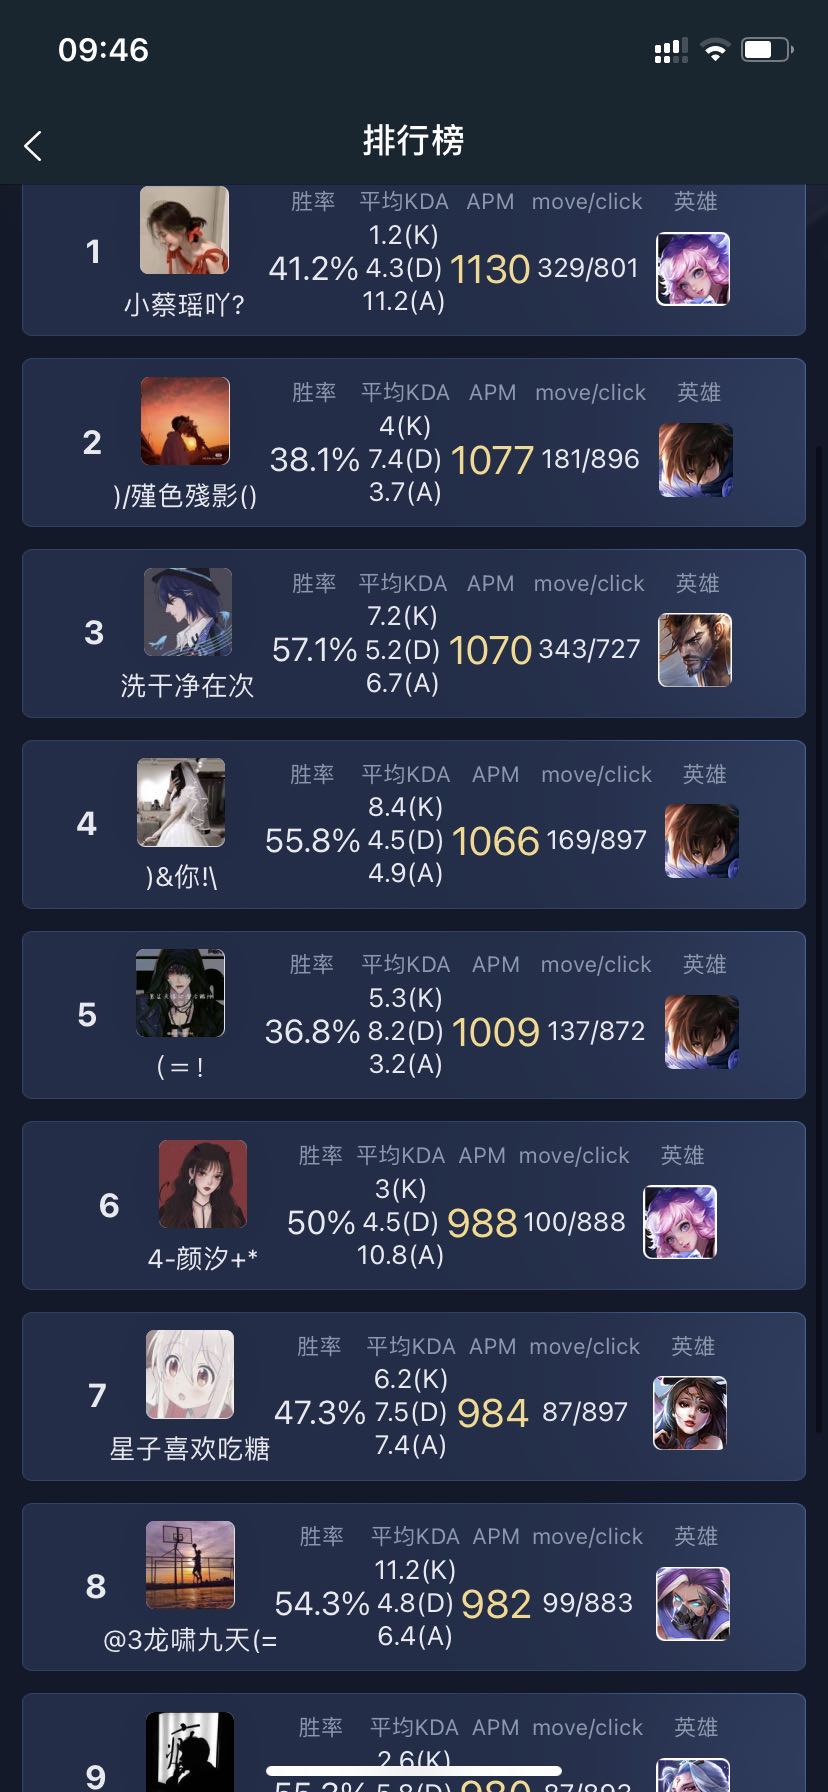 09:46
排行榜
胜率 平均KDA APM move/click 英雄
1
1.2(K)
41.2% 4.3(D) 1130 329/801
11.2(A)
小蔡瑶吖?
胜率 平均KDA APM move/click 英雄
2
4(K)
38.1% 7.4(D) 1077 181/896
3.7(A)
)/殣色殘影()
胜率 平均KDA APM move/click 英雄
3
7.2(K)
57.1% 5.2(D) 1070 343/727
6.7(A)
洗干净在次
胜率 平均KDA APM move/click 英雄
4
8.4(K)
55.8% 4.5(D) 1066 169/897
4.9(A)
)&你!\
胜率 平均KDA APM move/click 英雄
5
5.3(K)
36.8% 8.2(D) 1009 137/872
3.2(A)
(＝!
胜率 平均KDA APM move/click 英雄
6
3(K)
50% 4.5(D) 988 100/888
10.8(A)
4-颜汐+*
胜率 平均KDA APM move/click 英雄
7
6.2(K)
47.3% 7.5(D) 984 87/897
7.4(A)
星子喜欢吃糖
胜率 平均KDA APM move/click 英雄
8
11.2(K)
54.3% 4.8(D) 982 99/883
6.4(A)
@3龙啸九天(=
胜率 平均KDA APM move/click 英雄
9
2.6(K)